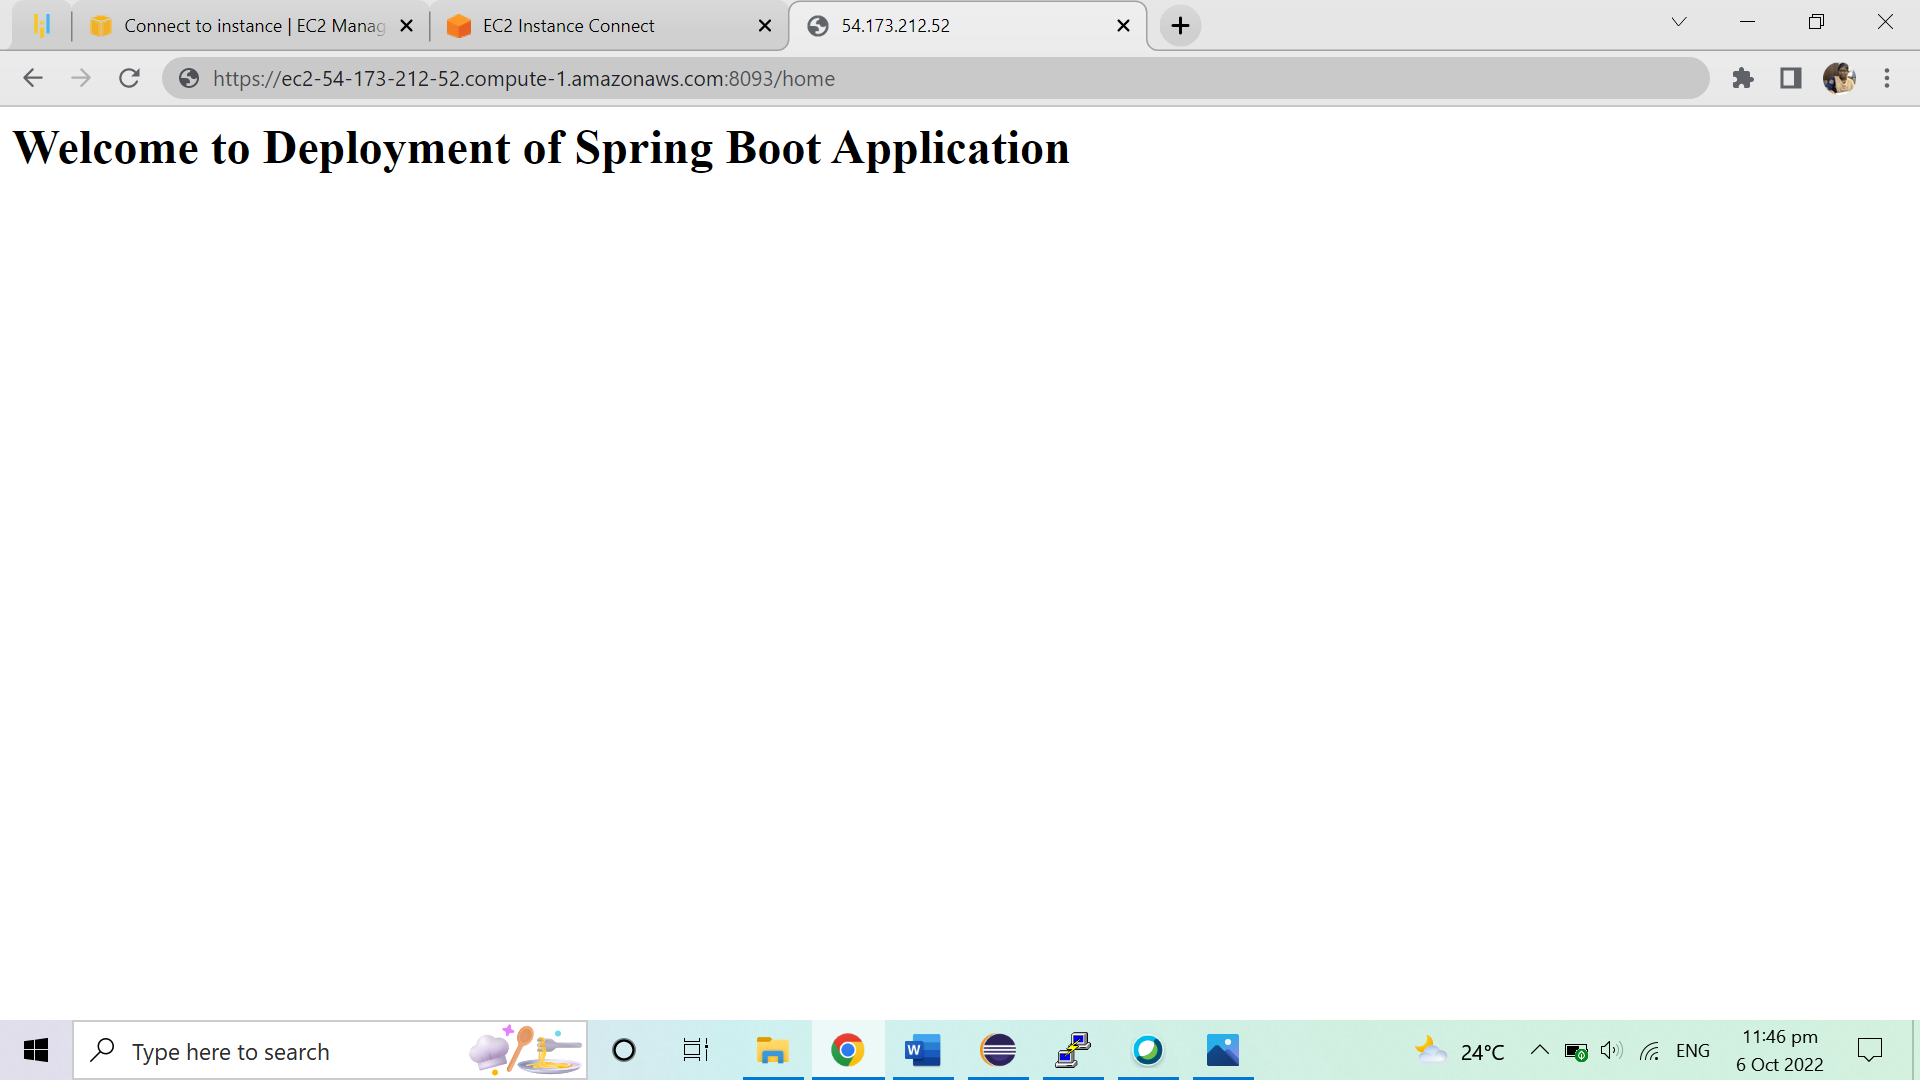 Connect to instance | EC2 Manag
EC2 Instance Connect
54.173.212.52
https://ec2-54-173-212-52.compute-1.amazonaws.com:8093/home
Welcome to Deployment of Spring Boot Application
Type here to search
24°C
ENG
11:46 pm
6 Oct 2022